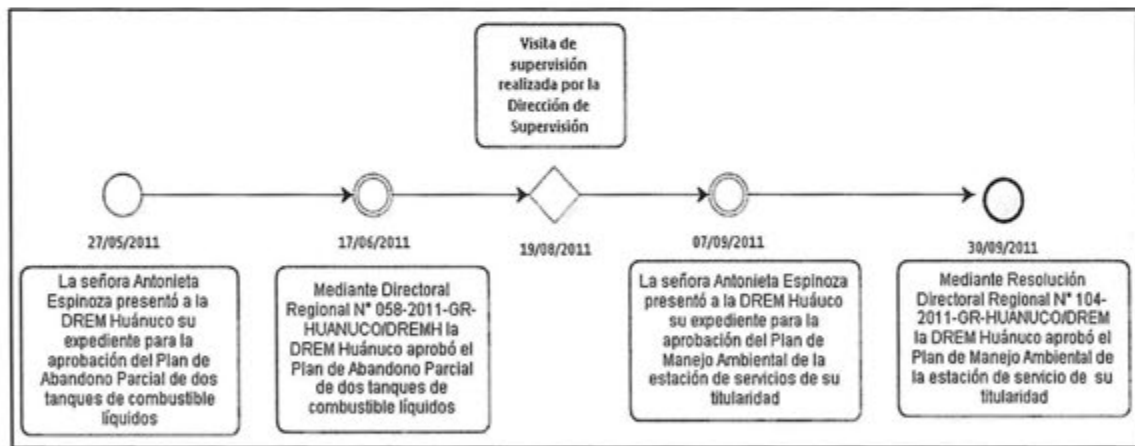 Visita de
supervisión
realizada por la
Dirección de
Supervisión
27/05/2011
17/06/2011
19/08/2011
07/09/2011
30/09/2011
La señora Antonieta
Espinoza presentó a la
DREM Huánuco su
expediente para la
aprobación del Plan de
Abandono Parcial de dos
tanques de combustible
líquidos
Mediante Directoral
Regional N° 058-2011-GR-
HUANUCO/DREMH la
DREM Huánuco aprobó el
Plan de Abandono Parcial
de dos tanques de
combustible líquidos
La señora Antonieta Espinoza
presentó a la DREM Huáuco
su expediente para la
aprobación del Plan de
Manejo Ambiental de la
estación de servicios de su
titularidad
Mediante Resolución
Directoral Regional N° 104-
2011-GR-HUANUCO/DREM
la DREM Huánuco aprobó el
Plan de Manejo Ambiental de
la estación de servicio de su
titularidad